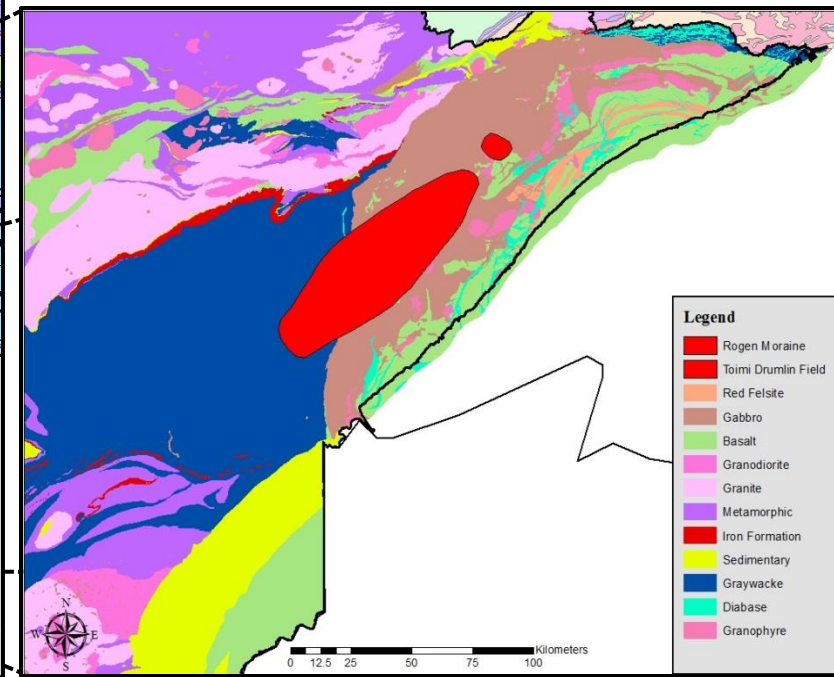 Legend
Rogen Moraine
Toimi Drumlin Field
Red Felsite
Gabbro
Basalt
Granodiorite
Granite
Metamorphic
Iron Formation
Sedimentary
Graywacke
Diabase
Granophyre
N
W E
S
Kilometers
0 12.5 25 50 75 100